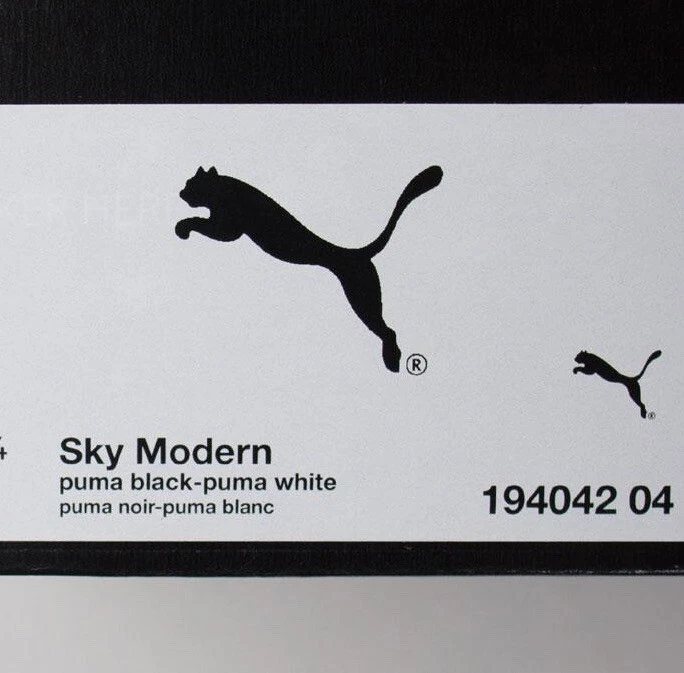 ®
®
Sky Modern
puma black-puma white
puma noir-puma blanc
194042 04